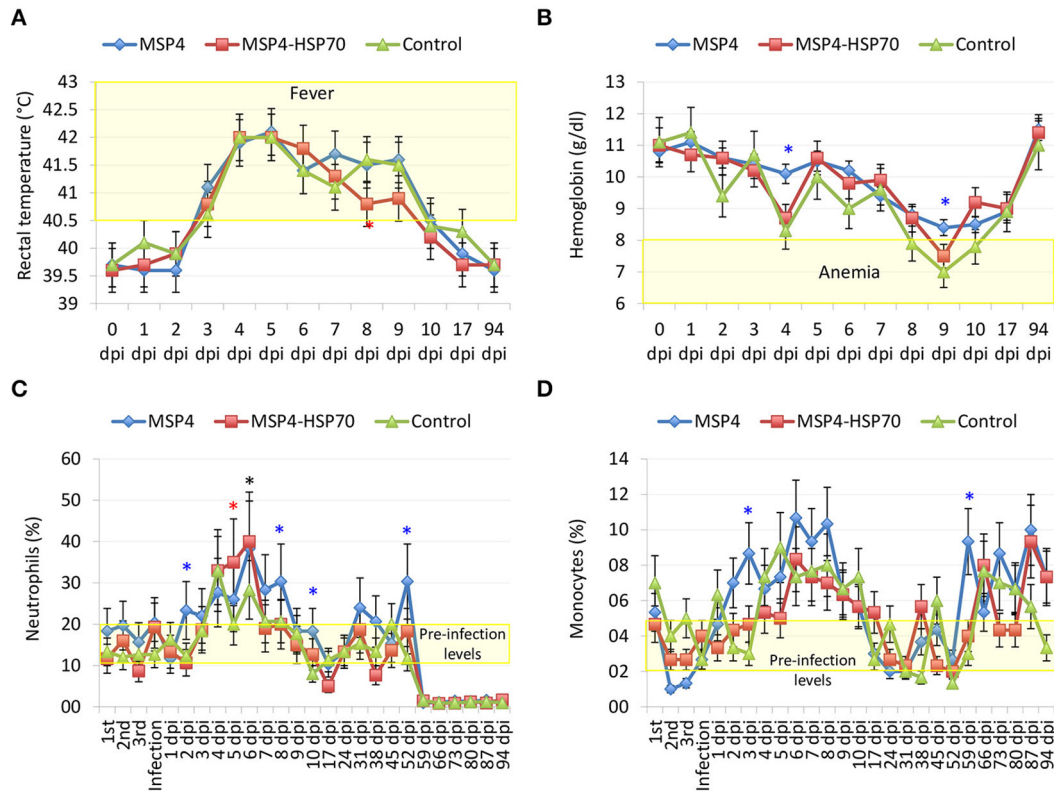 A
MSP4 MSP4-HSP70 Control
Rectal temperature (°C)
43
42.5
42
41.5
41
40.5
40
39.5
39
Fever
0 1 2 3 4 5 6 7 8 9 10 17 94
dpi dpi dpi dpi dpi dpi dpi dpi dpi dpi dpi dpi dpi
*
B
MSP4 MSP4-HSP70 Control
Hemoglobin (g/dl)
13
12
11
10
9
8
7
6
* *
Anemia
0 1 2 3 4 5 6 7 8 9 10 17 94
dpi dpi dpi dpi dpi dpi dpi dpi dpi dpi dpi dpi dpi
C
MSP4 MSP4-HSP70 Control
Neutrophils (%)
60
50
40
30
20
10
00
* * * * * *
Pre-infection
levels
1st
2nd
3rd
Infection
1 dpi
2 dpi
3 dpi
4 dpi
5 dpi
6 dpi
7 dpi
8 dpi
9 dpi
10 dpi
17 dpi
24 dpi
31 dpi
38 dpi
45 dpi
52 dpi
59 dpi
66 dpi
73 dpi
80 dpi
87 dpi
94 dpi
D
MSP4 MSP4-HSP70 Control
Monocytes (%)
14
12
10
08
06
04
02
00
* *
Pre-infection
levels
1st
2nd
3rd
Infection
1 dpi
2 dpi
3 dpi
4 dpi
5 dpi
6 dpi
7 dpi
8 dpi
9 dpi
10 dpi
17 dpi
24 dpi
31 dpi
38 dpi
45 dpi
52 dpi
59 dpi
66 dpi
73 dpi
80 dpi
87 dpi
94 dpi